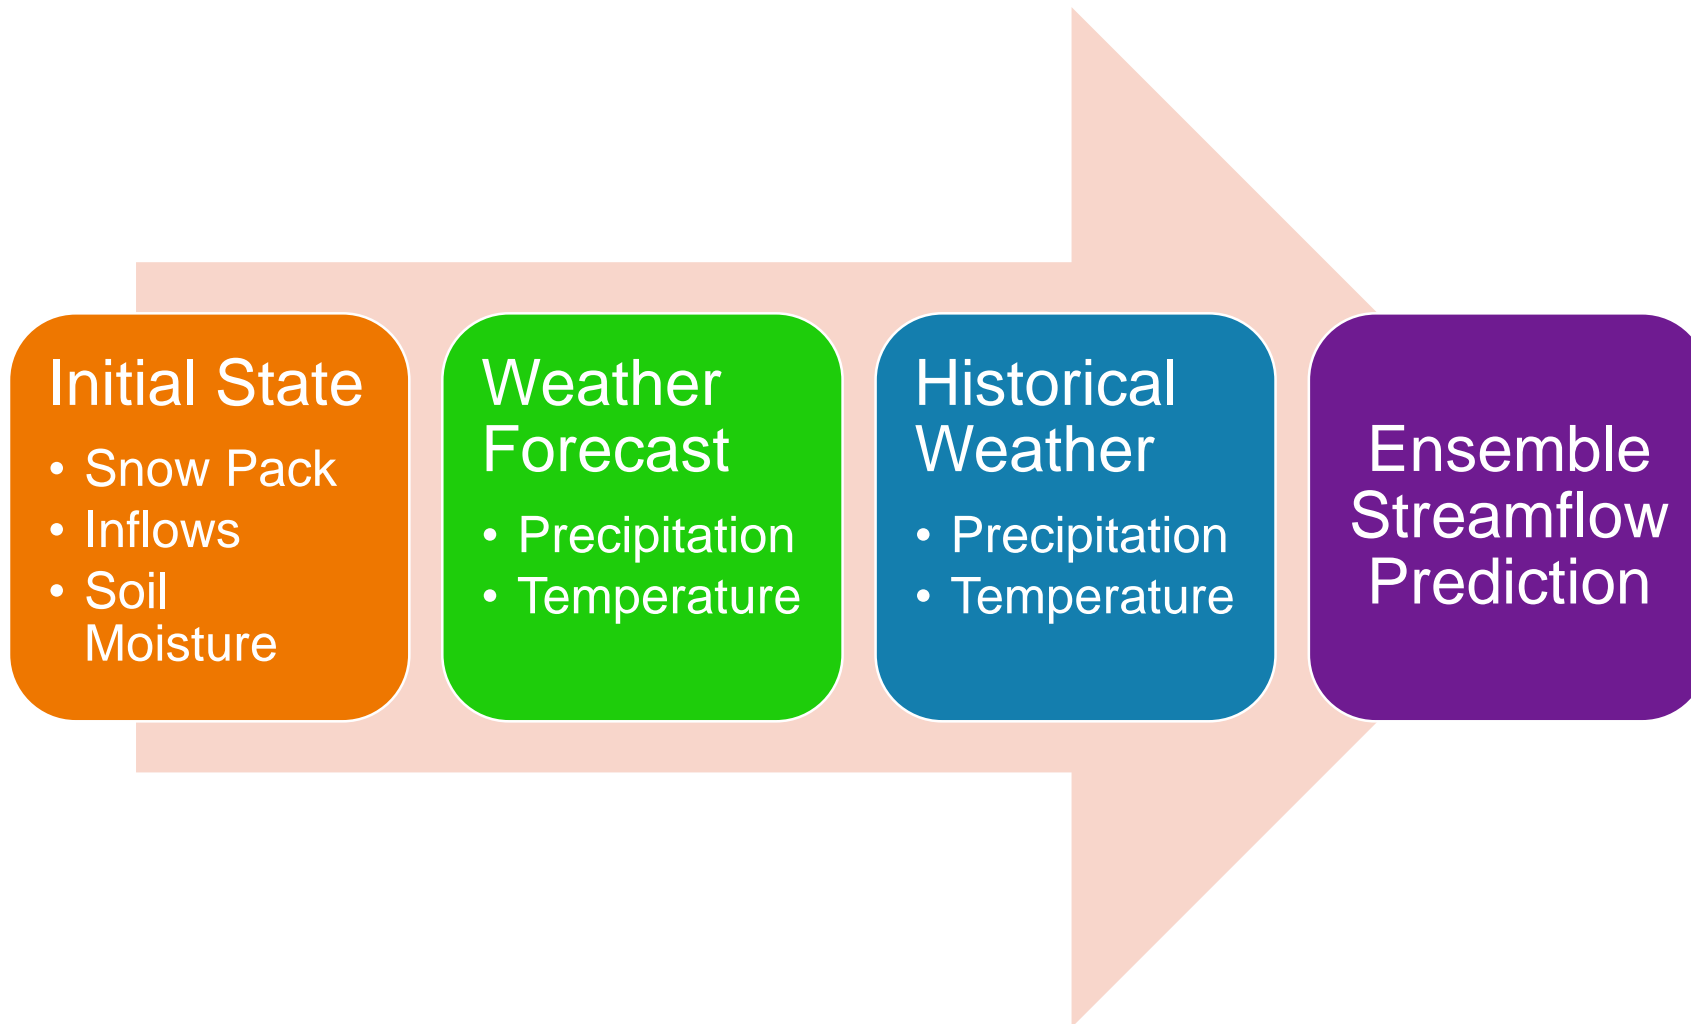 Initial State
• Snow Pack
• Inflows
• Soil
Moisture
Weather
Forecast
• Precipitation
• Temperature
Historical
Weather
• Precipitation
• Temperature
Ensemble
Streamflow
Prediction